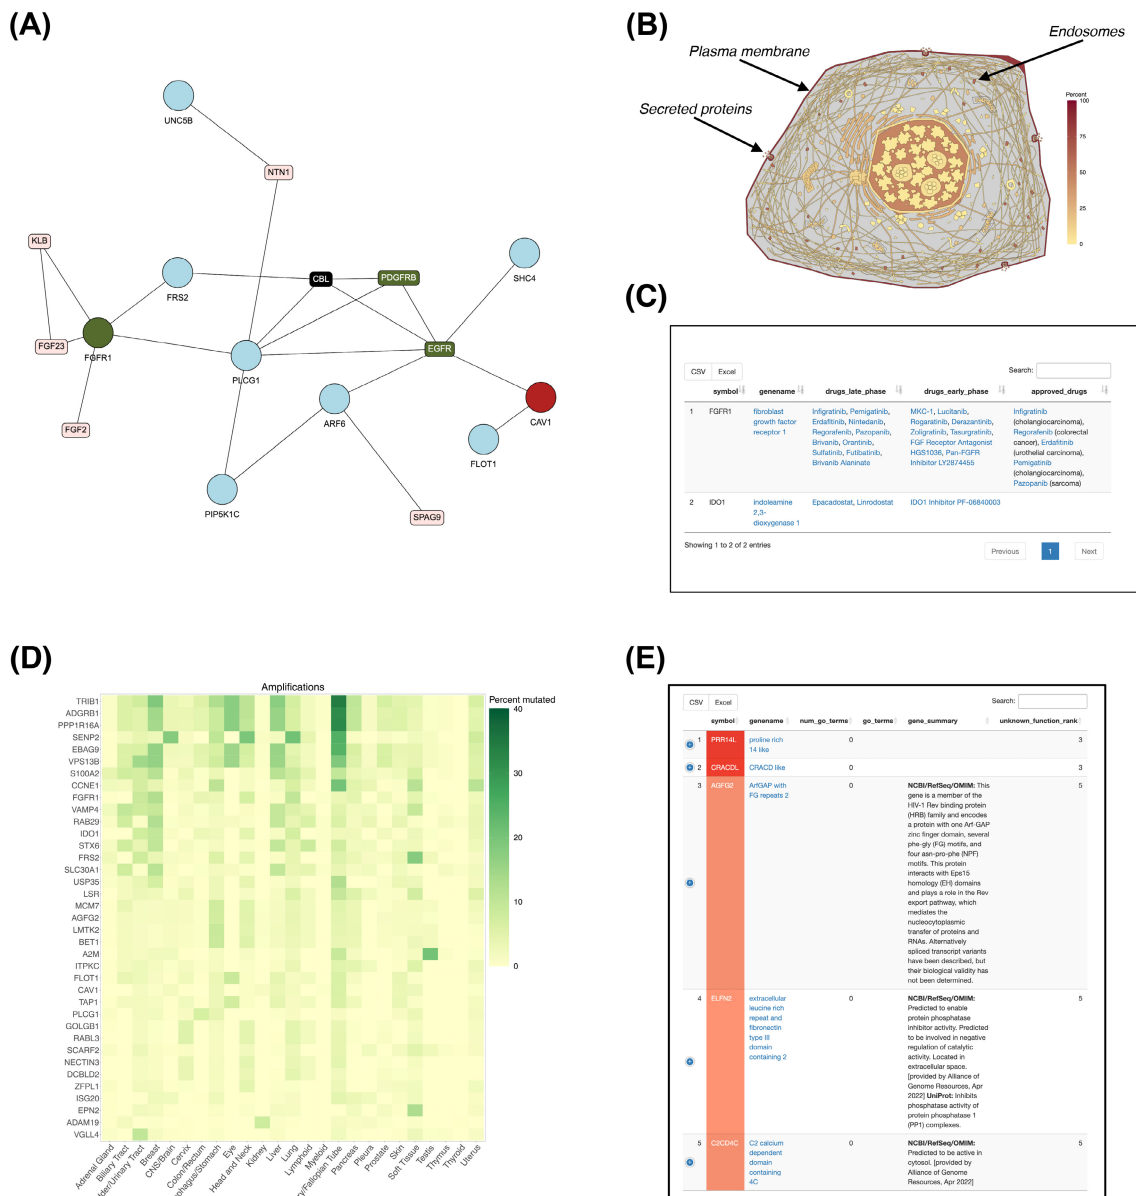 (A)
UNC5B
NTN1
KLB
FRS2
CBL
PDGFRB
SHC4
FGF23
FGFR1
PLCG1
EGFR
FGF2
ARF6
CAV1
FLOT1
PIP5K1C
SPAG9
(B)
Endosomes
Plasma membrane
Secreted proteins
Percent
100
75
50
25
0
(C)
CSV Excel Search:
symbol genename drugs_late_phase drugs_early_phase approved_drugs
1 FGFR1 fibroblast Infigratinib, Pemigatinib, MKC-1, Lucitanib, Infigratinib
growth factor Erdafitinib, Nintedanib, Rogaratinib, Derazantinib, (cholangiocarcinoma),
receptor 1 Regorafenib, Pazopanib, Zoligratinib, Tasurgratinib, Regorafenib (colorectal
Brivanib, Orantinib, FGF Receptor Antagonist cancer), Erdafitinib
Sulfatinib, Futibatinib, HGS1036, Pan-FGFR (urothelial carcinoma),
Brivanib Alaninate Inhibitor LY2874455 Pemigatinib
(cholangiocarcinoma),
Pazopanib (sarcoma)
2 IDO1 indoleamine Epacadostat, Linrodostat IDO1 Inhibitor PF-06840003
2,3-
dioxygenase 1
Showing 1 to 2 of 2 entries
Previous 1 Next
(D)
Amplifications
Percent mutated
40
30
20
10
0
TRIB1
ADGRB1
PPP1R16A
SENP2
EBAG9
VPS13B
S100A2
CCNE1
FGFR1
VAMP4
RAB29
IDO1
STX6
FRS2
SLC30A1
USP35
LSR
MCM7
AGFG2
LMTK2
BET1
A2M
ITPKC
FLOT1
CAV1
TAP1
PLCG1
GOLGB1
RABL3
SCARF2
NECTIN3
DCBLD2
ZFPL1
ISG20
EPN2
ADAM19
VGLL4
Adrenal Gland
Biliary Tract
dder/Urinary Tract
Breast
CNS/Brain
Cervix
Colon/Rectum
ophagus/Stomach
Eye
Head and Neck
Kidney
Liver
Lung
Lymphoid
Myeloid
ry/Fallopian Tube
Pancreas
Pleura
Prostate
Skin
Soft Tissue
Testis
Thymus
Thyroid
Uterus
(E)
CSV Excel Search:
symbol genename num_go_terms go_terms gene_summary unknown_function_rank
1 PRR14L proline rich 0 3
14 like
2 CRACDL CRACD like 0 3
3 AGFG2 ArfGAP with 0 NCBI/RefSeq/OMIM: This 5
FG repeats 2 gene is a member of the
HIV-1 Rev binding protein
(HRB) family and encodes
a protein with one Arf-GAP
zinc finger domain, several
phe-gly (FG) motifs, and
four asn-pro-phe (NPF)
motifs. This protein
interacts with Eps15
homology (EH) domains
and plays a role in the Rev
export pathway, which
mediates the
nucleocytoplasmic
transfer of proteins and
RNAs. Alternatively
spliced transcript variants
have been described, but
their biological validity has
not been determined.
4 ELFN2 extracellular 0 NCBI/RefSeq/OMIM: 5
leucine rich Predicted to enable
repeat and protein phosphatase
fibronectin inhibitor activity. Predicted
type III to be involved in negative
domain regulation of catalytic
containing 2 activity. Located in
extracellular space.
[provided by Alliance of
Genome Resources, Apr
2022] UniProt: Inhibits
phosphatase activity of
protein phosphatase 1
(PP1) complexes.
5 C2CD4C C2 calcium 0 NCBI/RefSeq/OMIM: 5
dependent Predicted to be active in
domain cytosol. [provided by
containing Alliance of Genome
4C Resources, Apr 2022]